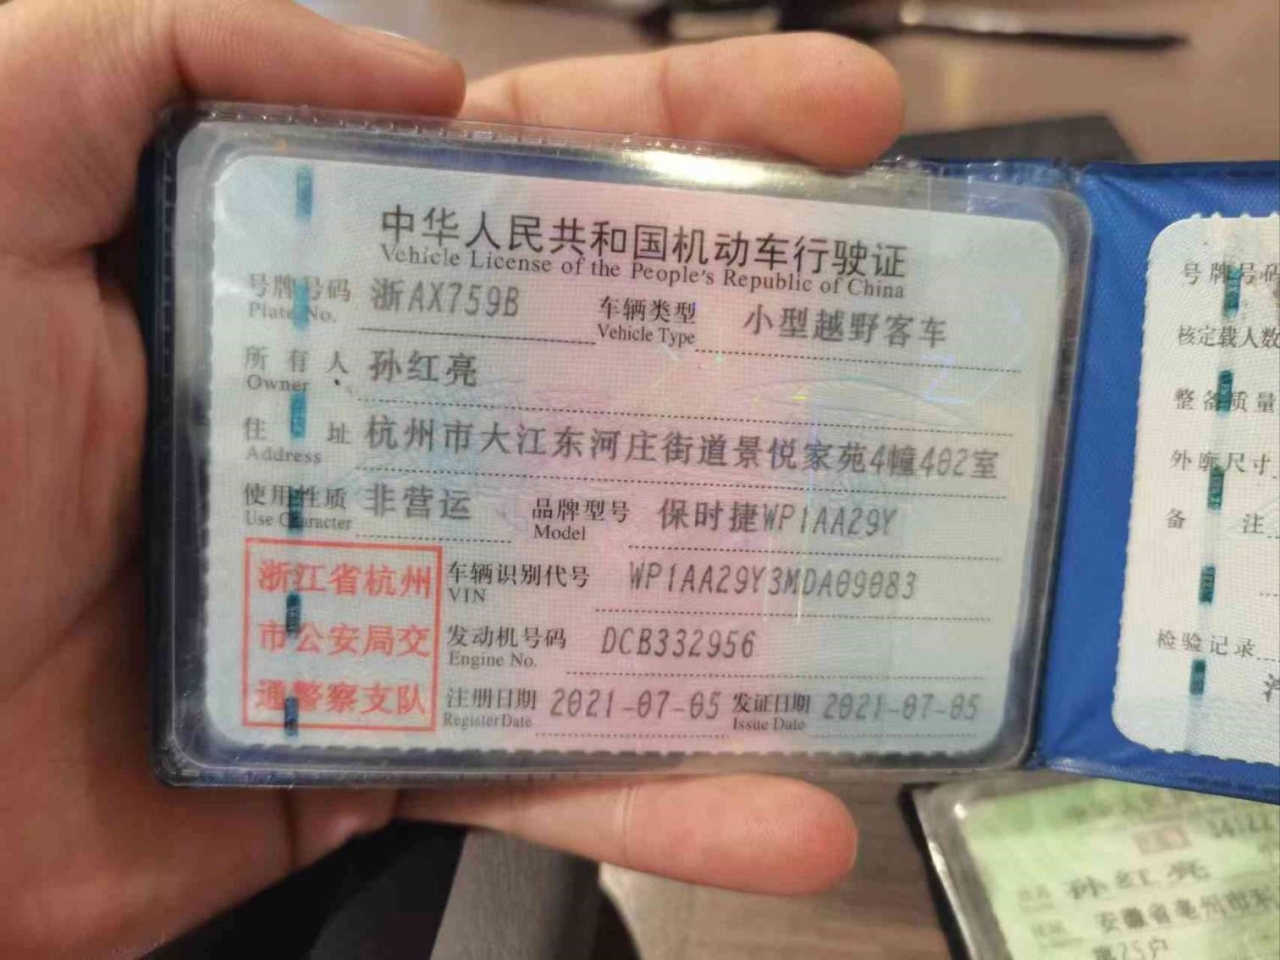 中华人民共和国机动车行驶证
Vehicle License of the People's Republic of China
号牌号码 浙AX759B 车辆类型 小型越野客车
Plate No. Vehicle Type
所有人 孙红亮
Owner
住址 杭州市大江东河庄街道景悦家苑4幢402室
Address
使用性质 非营运 品牌型号 保时捷WP1AA29Y
Use Character Model
浙江省杭州
市公安局交
通警察支队
车辆识别代号 WP1AA29Y3MDA09083
VIN
发动机号码 DCB332956
Engine No.
注册日期 2021-07-05 发证日期 2021-07-05
Register Date Issue Date
号牌号码
核定载人数
整备质量
外廓尺寸
备注
检验记录
孙红亮
安徽省亳州市